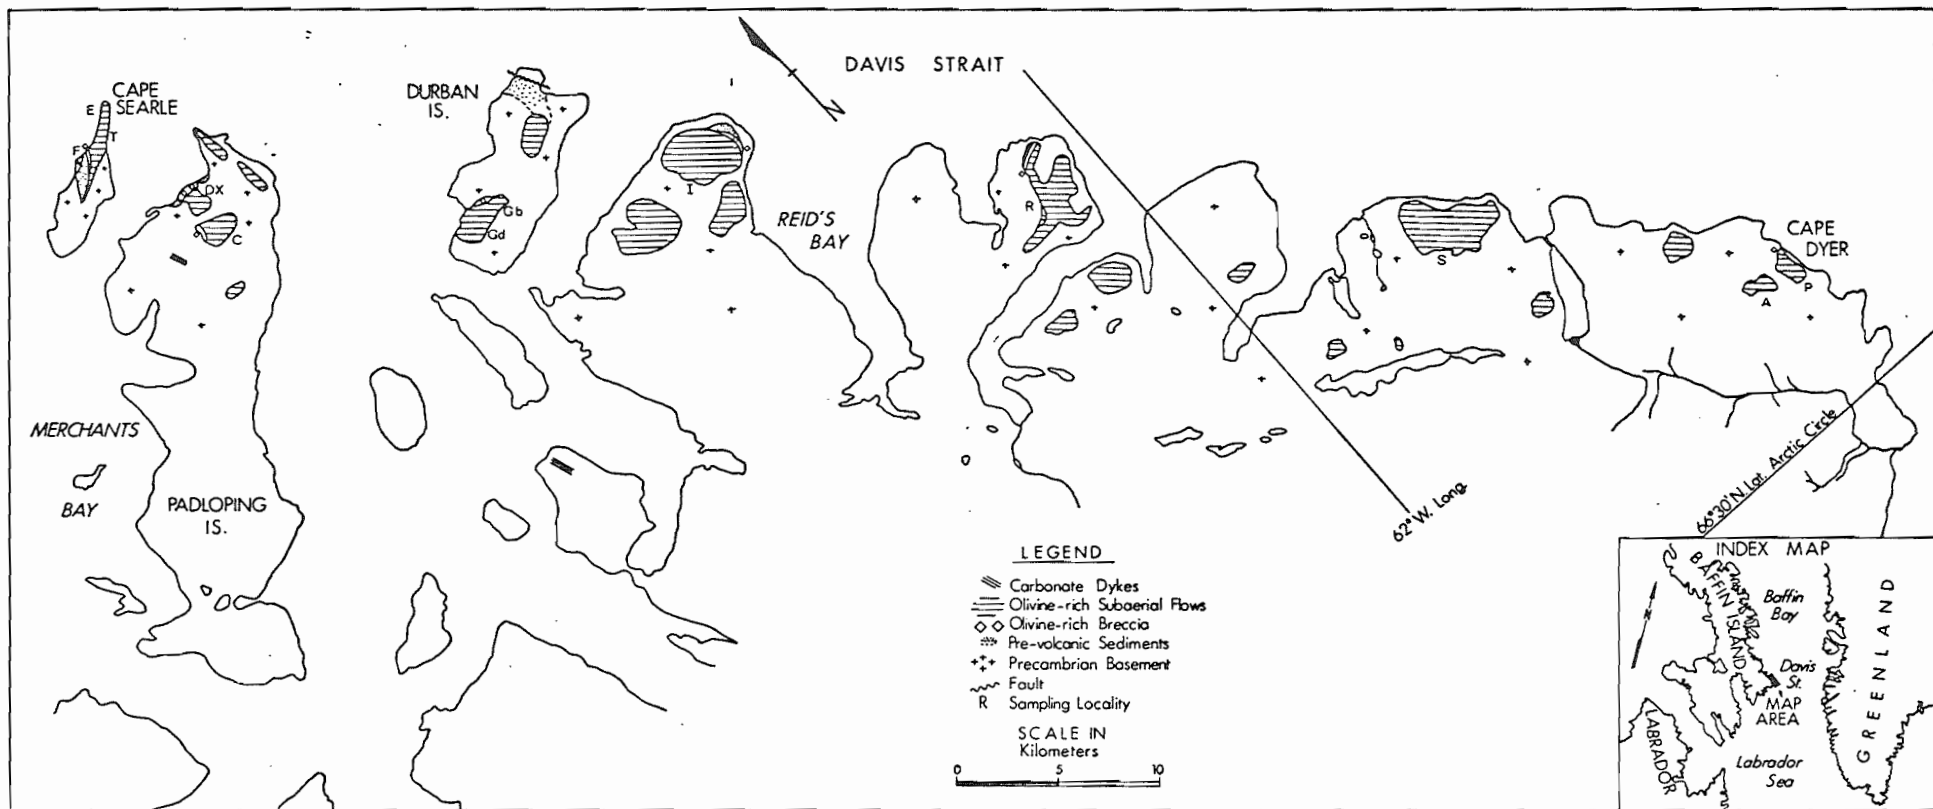 DAVIS STRAIT
CAPE
SEARLE
E
T
F
DX
C
DURBAN
IS.
Gb
Gd
I
REID'S
BAY
R
S
CAPE
DYER
P
A
N
MERCHANTS
BAY
PADLOPING
IS.
62° W. Long.
66°30' N. Lat. Arctic Circle
LEGEND
Carbonate Dykes
Olivine-rich Subaerial Flows
Olivine-rich Breccia
Pre-volcanic Sediments
Precambrian Basement
Fault
R Sampling Locality
SCALE IN
Kilometers
0 5 10
INDEX MAP
BAFFIN ISLAND
Baffin
Bay
GREENLAND
N
Davis
St.
MAP
AREA
LABRADOR
Labrador
Sea